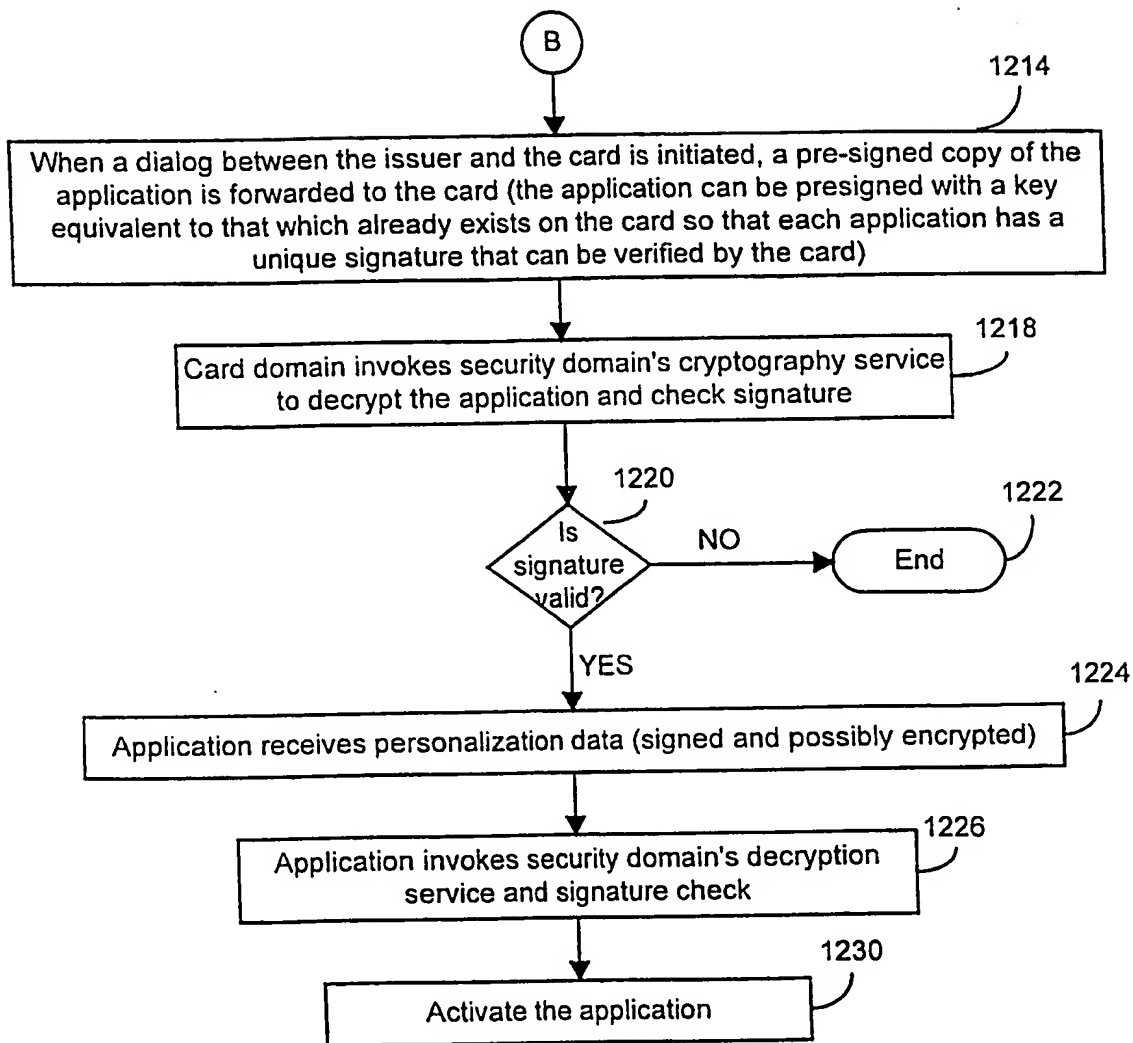 B
1214
When a dialog between the issuer and the card is initiated, a pre-signed copy of the
application is forwarded to the card (the application can be presigned with a key
equivalent to that which already exists on the card so that each application has a
unique signature that can be verified by the card)
1218
Card domain invokes security domain's cryptography service
to decrypt the application and check signature
1220
1222
Is
signature
valid?
NO
End
YES
1224
Application receives personalization data (signed and possibly encrypted)
1226
Application invokes security domain's decryption
service and signature check
1230
Activate the application